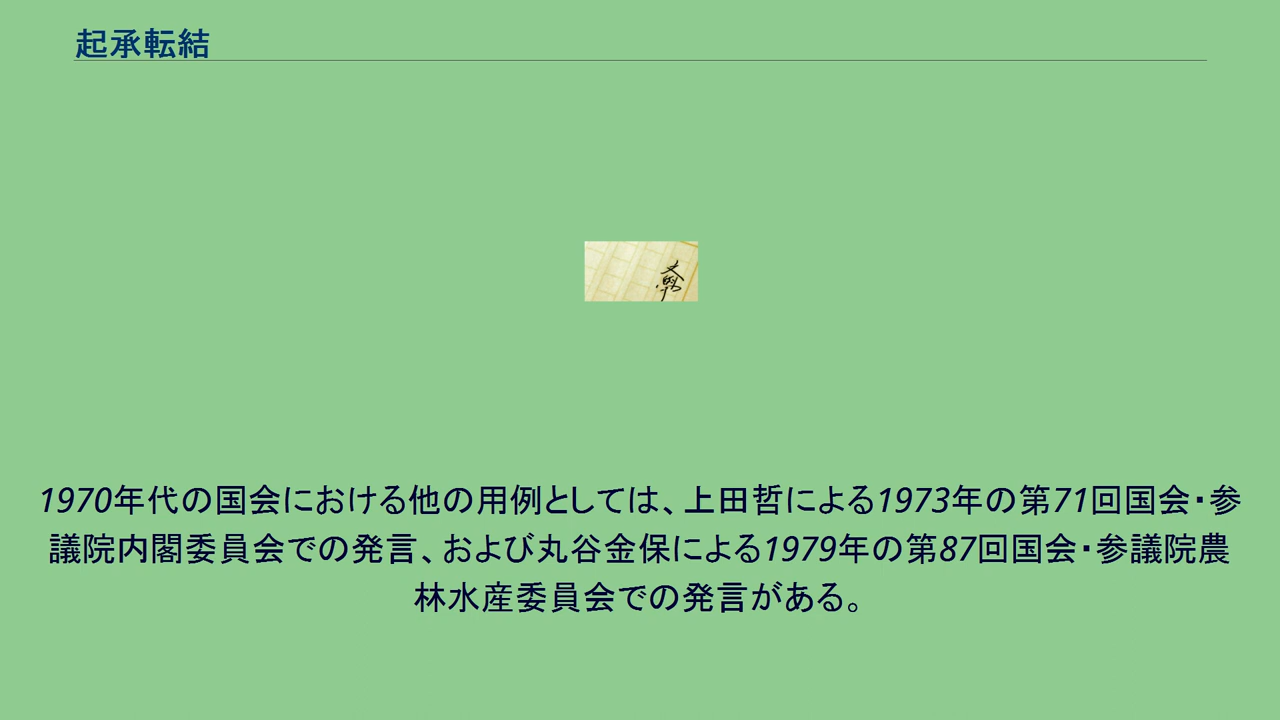 起承転結
1970年代の国会における他の用例としては、上田哲による1973年の第71回国会・参
議院内閣委員会での発言、および丸谷金保による1979年の第87回国会・参議院農
林水産委員会での発言がある。